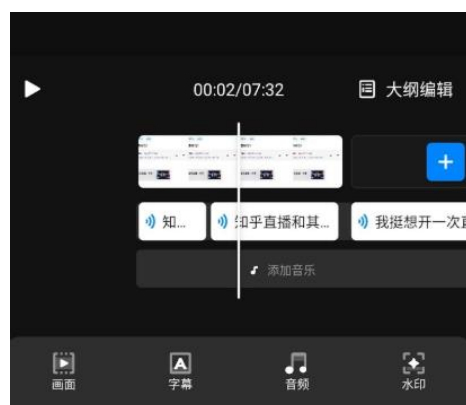 00:02/07:32 大纲编辑
知... 知乎直播和其... 我挺想开一次
添加音乐
画面 字幕 音频 水印